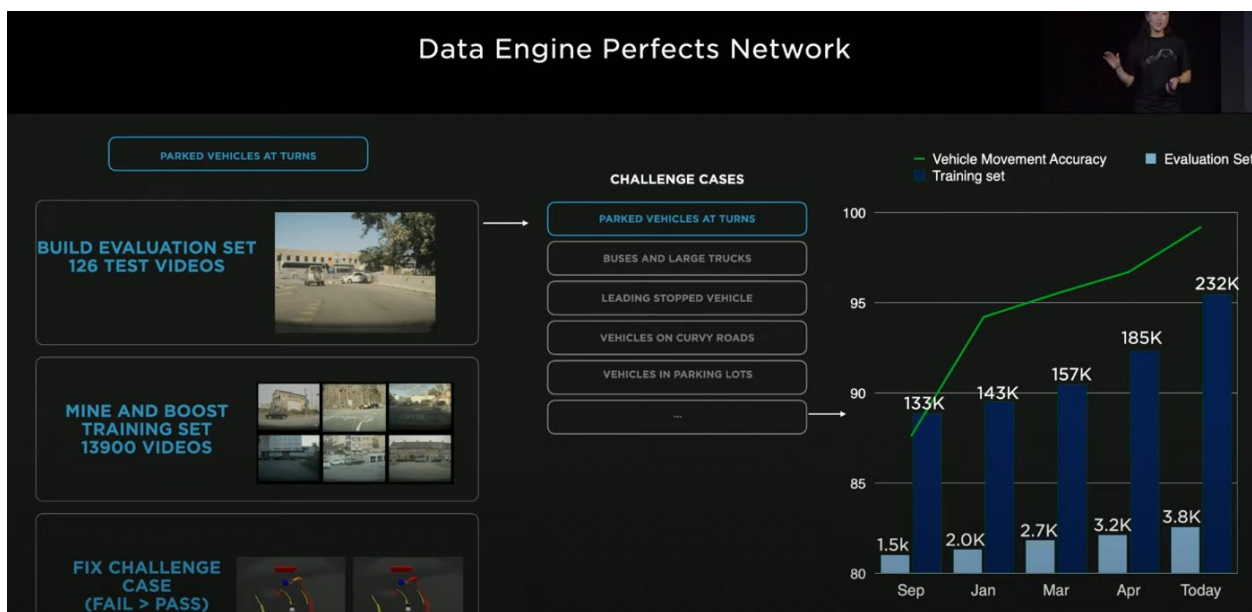 Data Engine Perfects Network
PARKED VEHICLES AT TURNS
BUILD EVALUATION SET
126 TEST VIDEOS
MINE AND BOOST
TRAINING SET
13900 VIDEOS
FIX CHALLENGE
CASE
(FAIL > PASS)
CHALLENGE CASES
PARKED VEHICLES AT TURNS
BUSES AND LARGE TRUCKS
LEADING STOPPED VEHICLE
VEHICLES ON CURVY ROADS
VEHICLES IN PARKING LOTS
...
Vehicle Movement Accuracy
Evaluation Set
Training set
100
95
90
85
80
133K
143K
157K
185K
232K
1.5k
2.0K
2.7K
3.2K
3.8K
Sep
Jan
Mar
Apr
Today